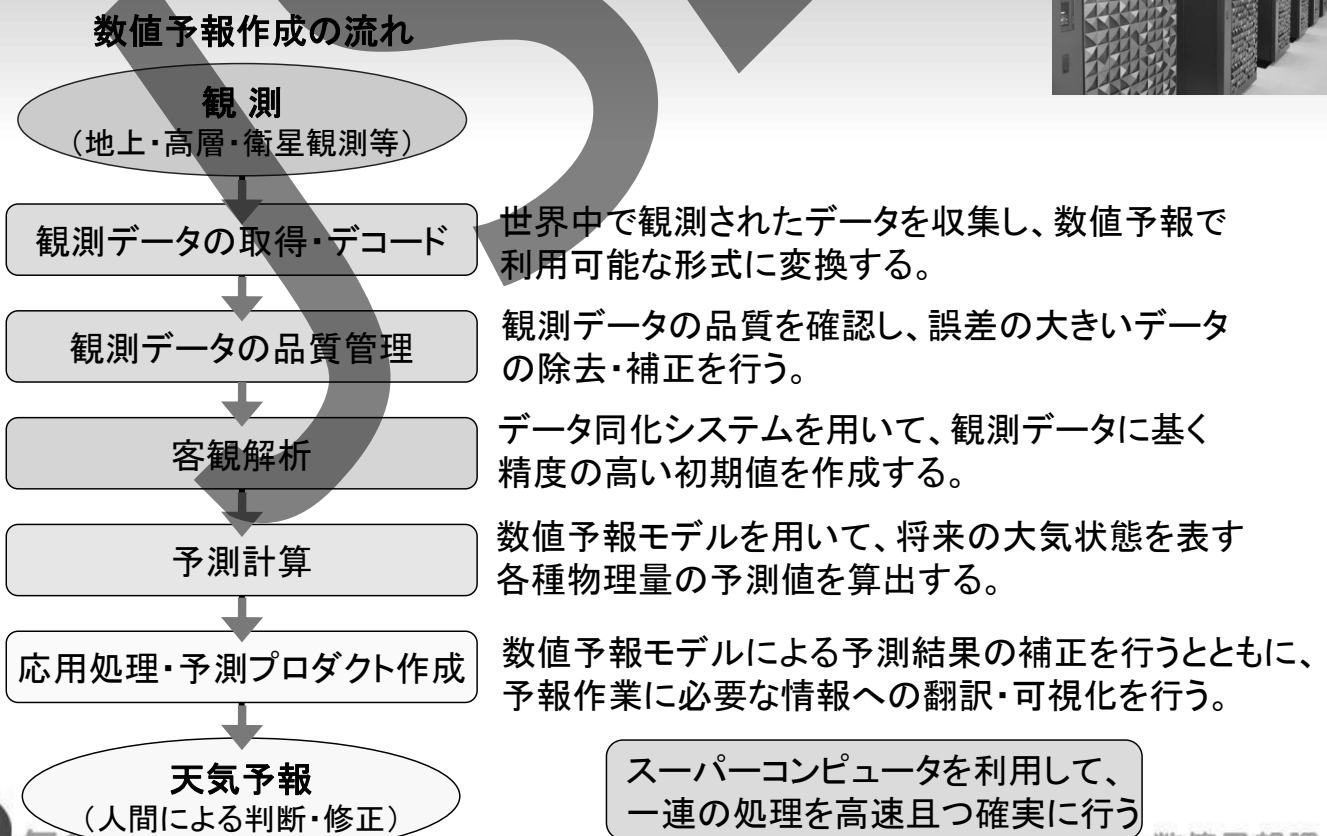 数値予報作成の流れ
観 測
（地上・高層・衛星観測等）
観測データの取得・デコード
世界中で観測されたデータを収集し、数値予報で
利用可能な形式に変換する。
観測データの品質管理
観測データの品質を確認し、誤差の大きいデータ
の除去・補正を行う。
客観解析
データ同化システムを用いて、観測データに基く
精度の高い初期値を作成する。
予測計算
数値予報モデルを用いて、将来の大気状態を表す
各種物理量の予測値を算出する。
応用処理・予測プロダクト作成
数値予報モデルによる予測結果の補正を行うとともに、
予報作業に必要な情報への翻訳・可視化を行う。
天気予報
（人間による判断・修正）
スーパーコンピュータを利用して、
一連の処理を高速且つ確実に行う